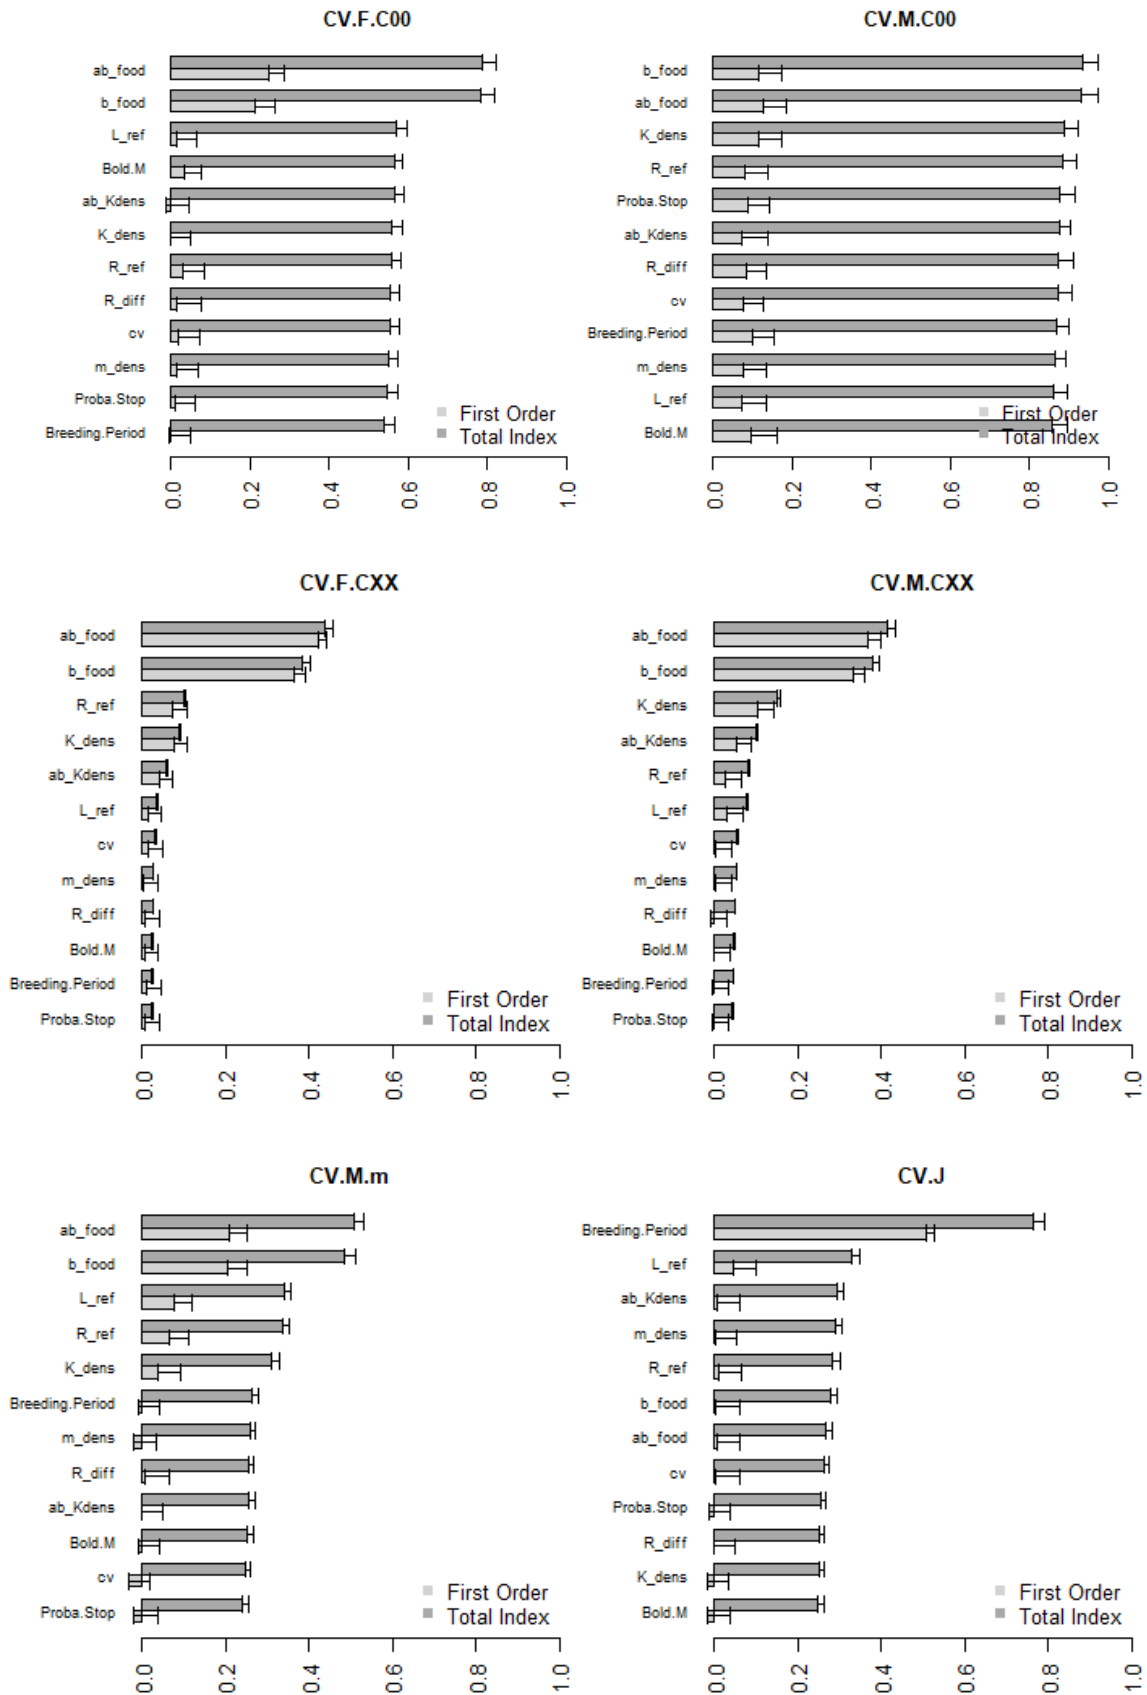 CV.F.C00
ab_food
b_food
L_ref
Bold.M
ab_Kdens
K_dens
R_ref
R_diff
cv
m_dens
Proba.Stop
Breeding.Period
First Order
Total Index
0.0 0.2 0.4 0.6 0.8 1.0
CV.M.C00
b_food
ab_food
K_dens
R_ref
Proba.Stop
ab_Kdens
R_diff
cv
Breeding.Period
m_dens
L_ref
Bold.M
First Order
Total Index
0.0 0.2 0.4 0.6 0.8 1.0
CV.F.CXX
ab_food
b_food
R_ref
K_dens
ab_Kdens
L_ref
cv
m_dens
R_diff
Bold.M
Breeding.Period
Proba.Stop
First Order
Total Index
0.0 0.2 0.4 0.6 0.8 1.0
CV.M.CXX
ab_food
b_food
K_dens
ab_Kdens
R_ref
L_ref
cv
m_dens
R_diff
Bold.M
Breeding.Period
Proba.Stop
First Order
Total Index
0.0 0.2 0.4 0.6 0.8 1.0
CV.M.m
ab_food
b_food
L_ref
R_ref
K_dens
Breeding.Period
m_dens
R_diff
ab_Kdens
Bold.M
cv
Proba.Stop
First Order
Total Index
0.0 0.2 0.4 0.6 0.8 1.0
CV.J
Breeding.Period
L_ref
ab_Kdens
m_dens
R_ref
b_food
ab_food
cv
Proba.Stop
R_diff
K_dens
Bold.M
First Order
Total Index
0.0 0.2 0.4 0.6 0.8 1.0